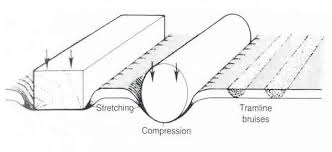 Stretching
Compression
Tramline
bruises